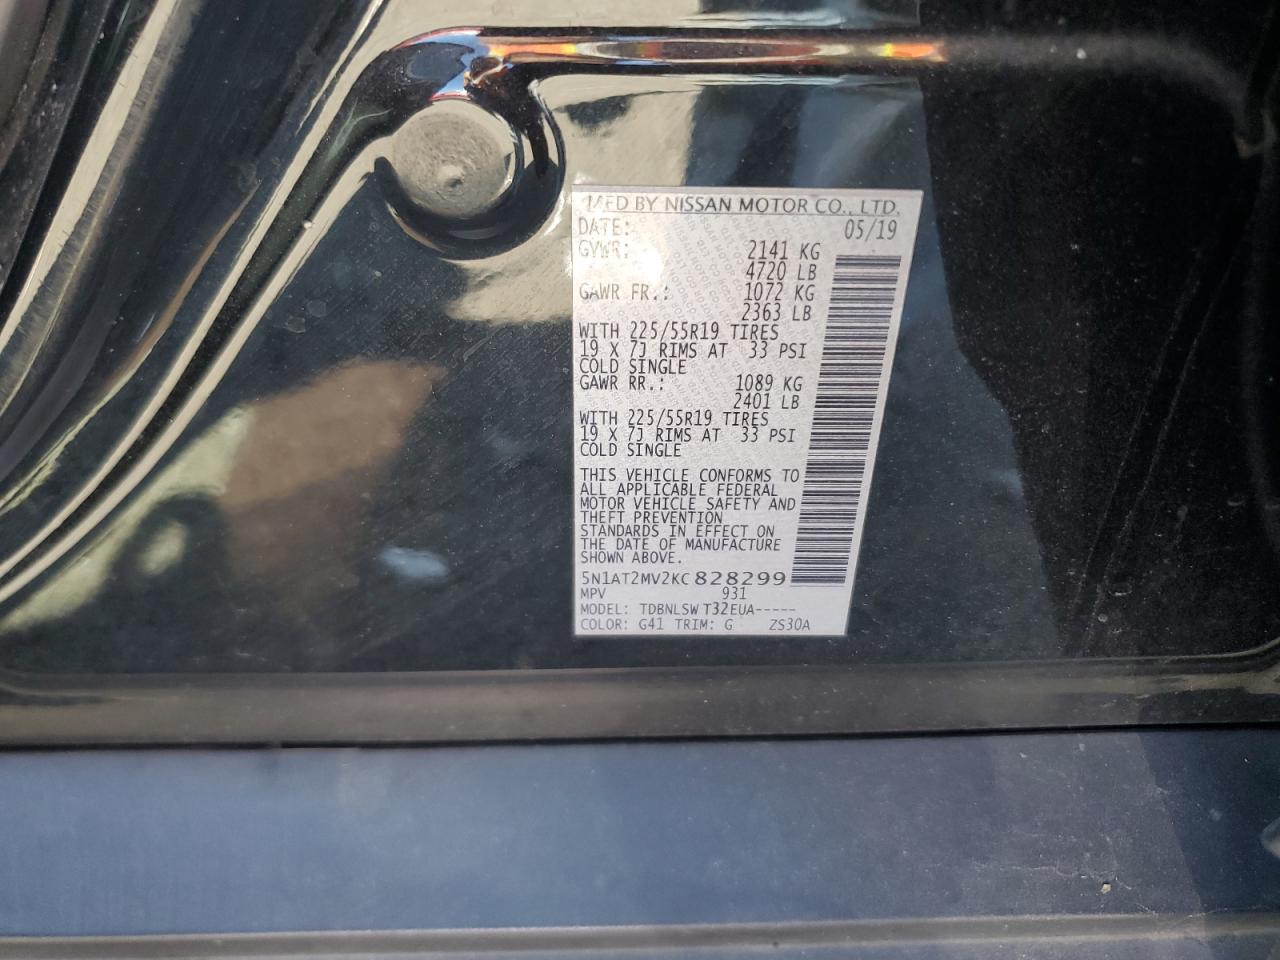 MFD BY NISSAN MOTOR CO., LTD.
DATE: 05/19
GVWR: 2141 KG
4720 LB
GAWR FR.: 1072 KG
2363 LB
WITH 225/55R19 TIRES
19 X 7J RIMS AT 33 PSI
COLD SINGLE
GAWR RR.: 1089 KG
2401 LB
WITH 225/55R19 TIRES
19 X 7J RIMS AT 33 PSI
COLD SINGLE
THIS VEHICLE CONFORMS TO
ALL APPLICABLE FEDERAL
MOTOR VEHICLE SAFETY AND
THEFT PREVENTION
STANDARDS IN EFFECT ON
THE DATE OF MANUFACTURE
SHOWN ABOVE.
5N1AT2MV2KC828299
MPV 931
MODEL: TDBNLSW T32EUA-----
COLOR: G41 TRIM: G ZS30A